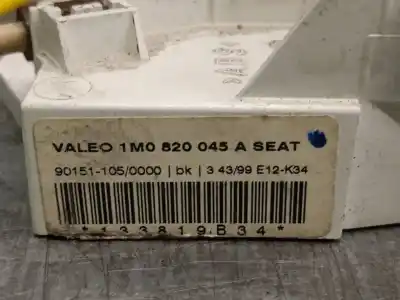 VALEO 1M0 820 045 A SEAT
90151-105/0000 | bk | 3 43/99 E12-K34
*133819B34*